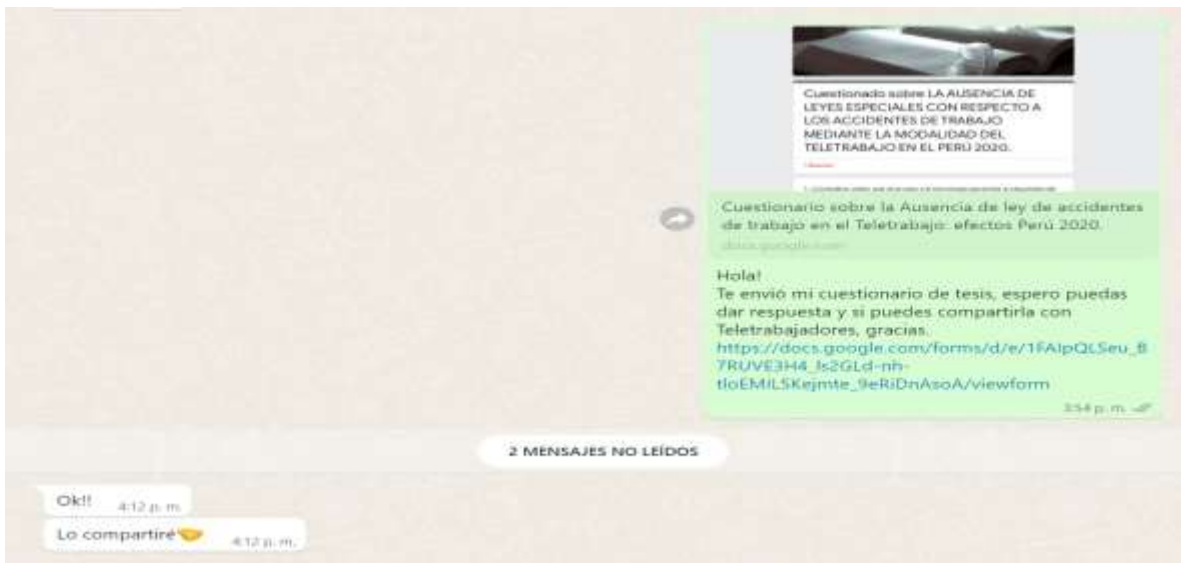 Cuestionado sobre LA AUSENCIA DE
LEYES ESPECIALES CON RESPECTO A
LOS ACCIDENTES DE TRABAJO
MEDIANTE LA MODALIDAD DEL
TELETRABAJO EN EL PERÚ 2020.
Cuestionario sobre la Ausencia de ley de accidentes
de trabajo en el Teletrabajo: efectos Perú 2020.
docs.google.com
Hola!
Te envió mi cuestionario de tesis, espero puedas
dar respuesta y si puedes compartirla con
Teletrabajadores, gracias.
https://docs.google.com/forms/d/e/1FAIpQLSeu_B
7RUVE3H4_Is2GLd-nh-
tloEMILSKejmte_9eRiDnAsoA/viewform
3:54 p. m.
2 MENSAJES NO LEÍDOS
Ok!! 4:12 p. m.
Lo compartiré 4:12 p. m.